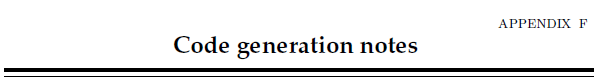 APPENDIX F
Code generation notes